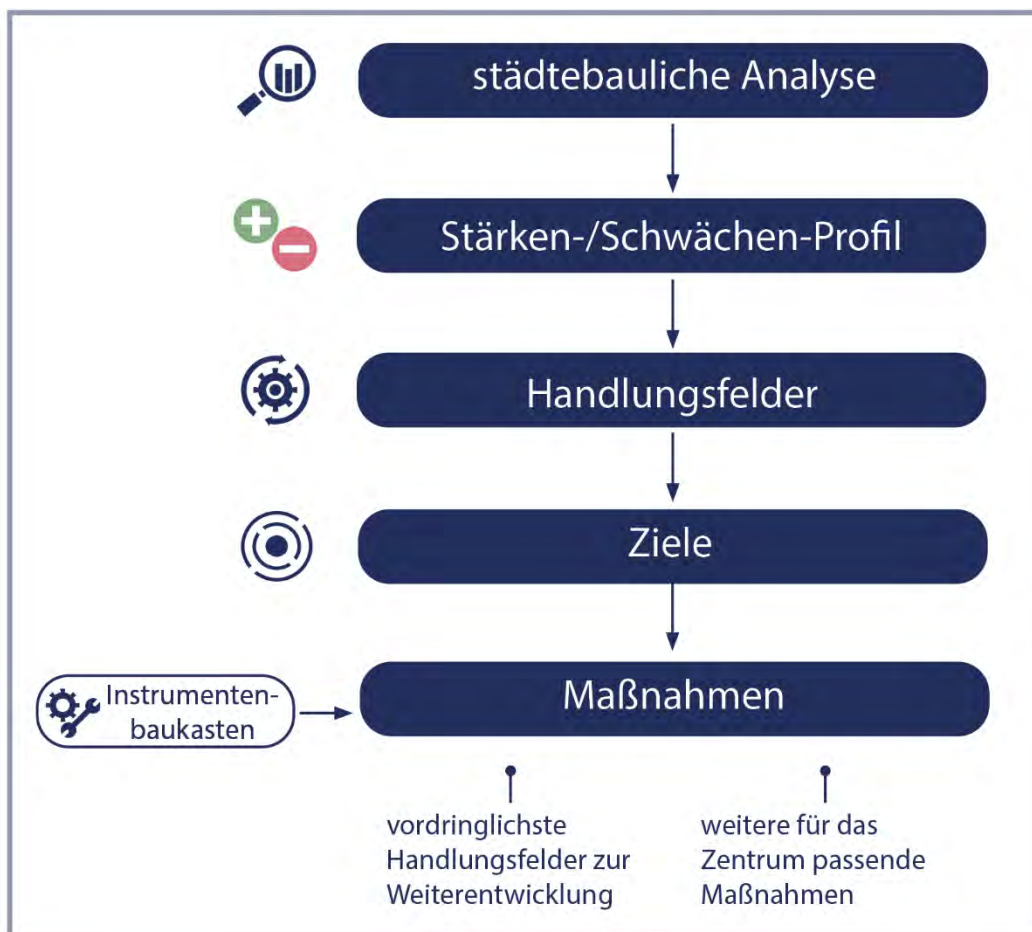 städtebauliche Analyse
Stärken-/Schwächen-Profil
Handlungsfelder
Ziele
Maßnahmen
Instrumenten-
baukasten
vordringlichste
Handlungsfelder zur
Weiterentwicklung
weitere für das
Zentrum passende
Maßnahmen